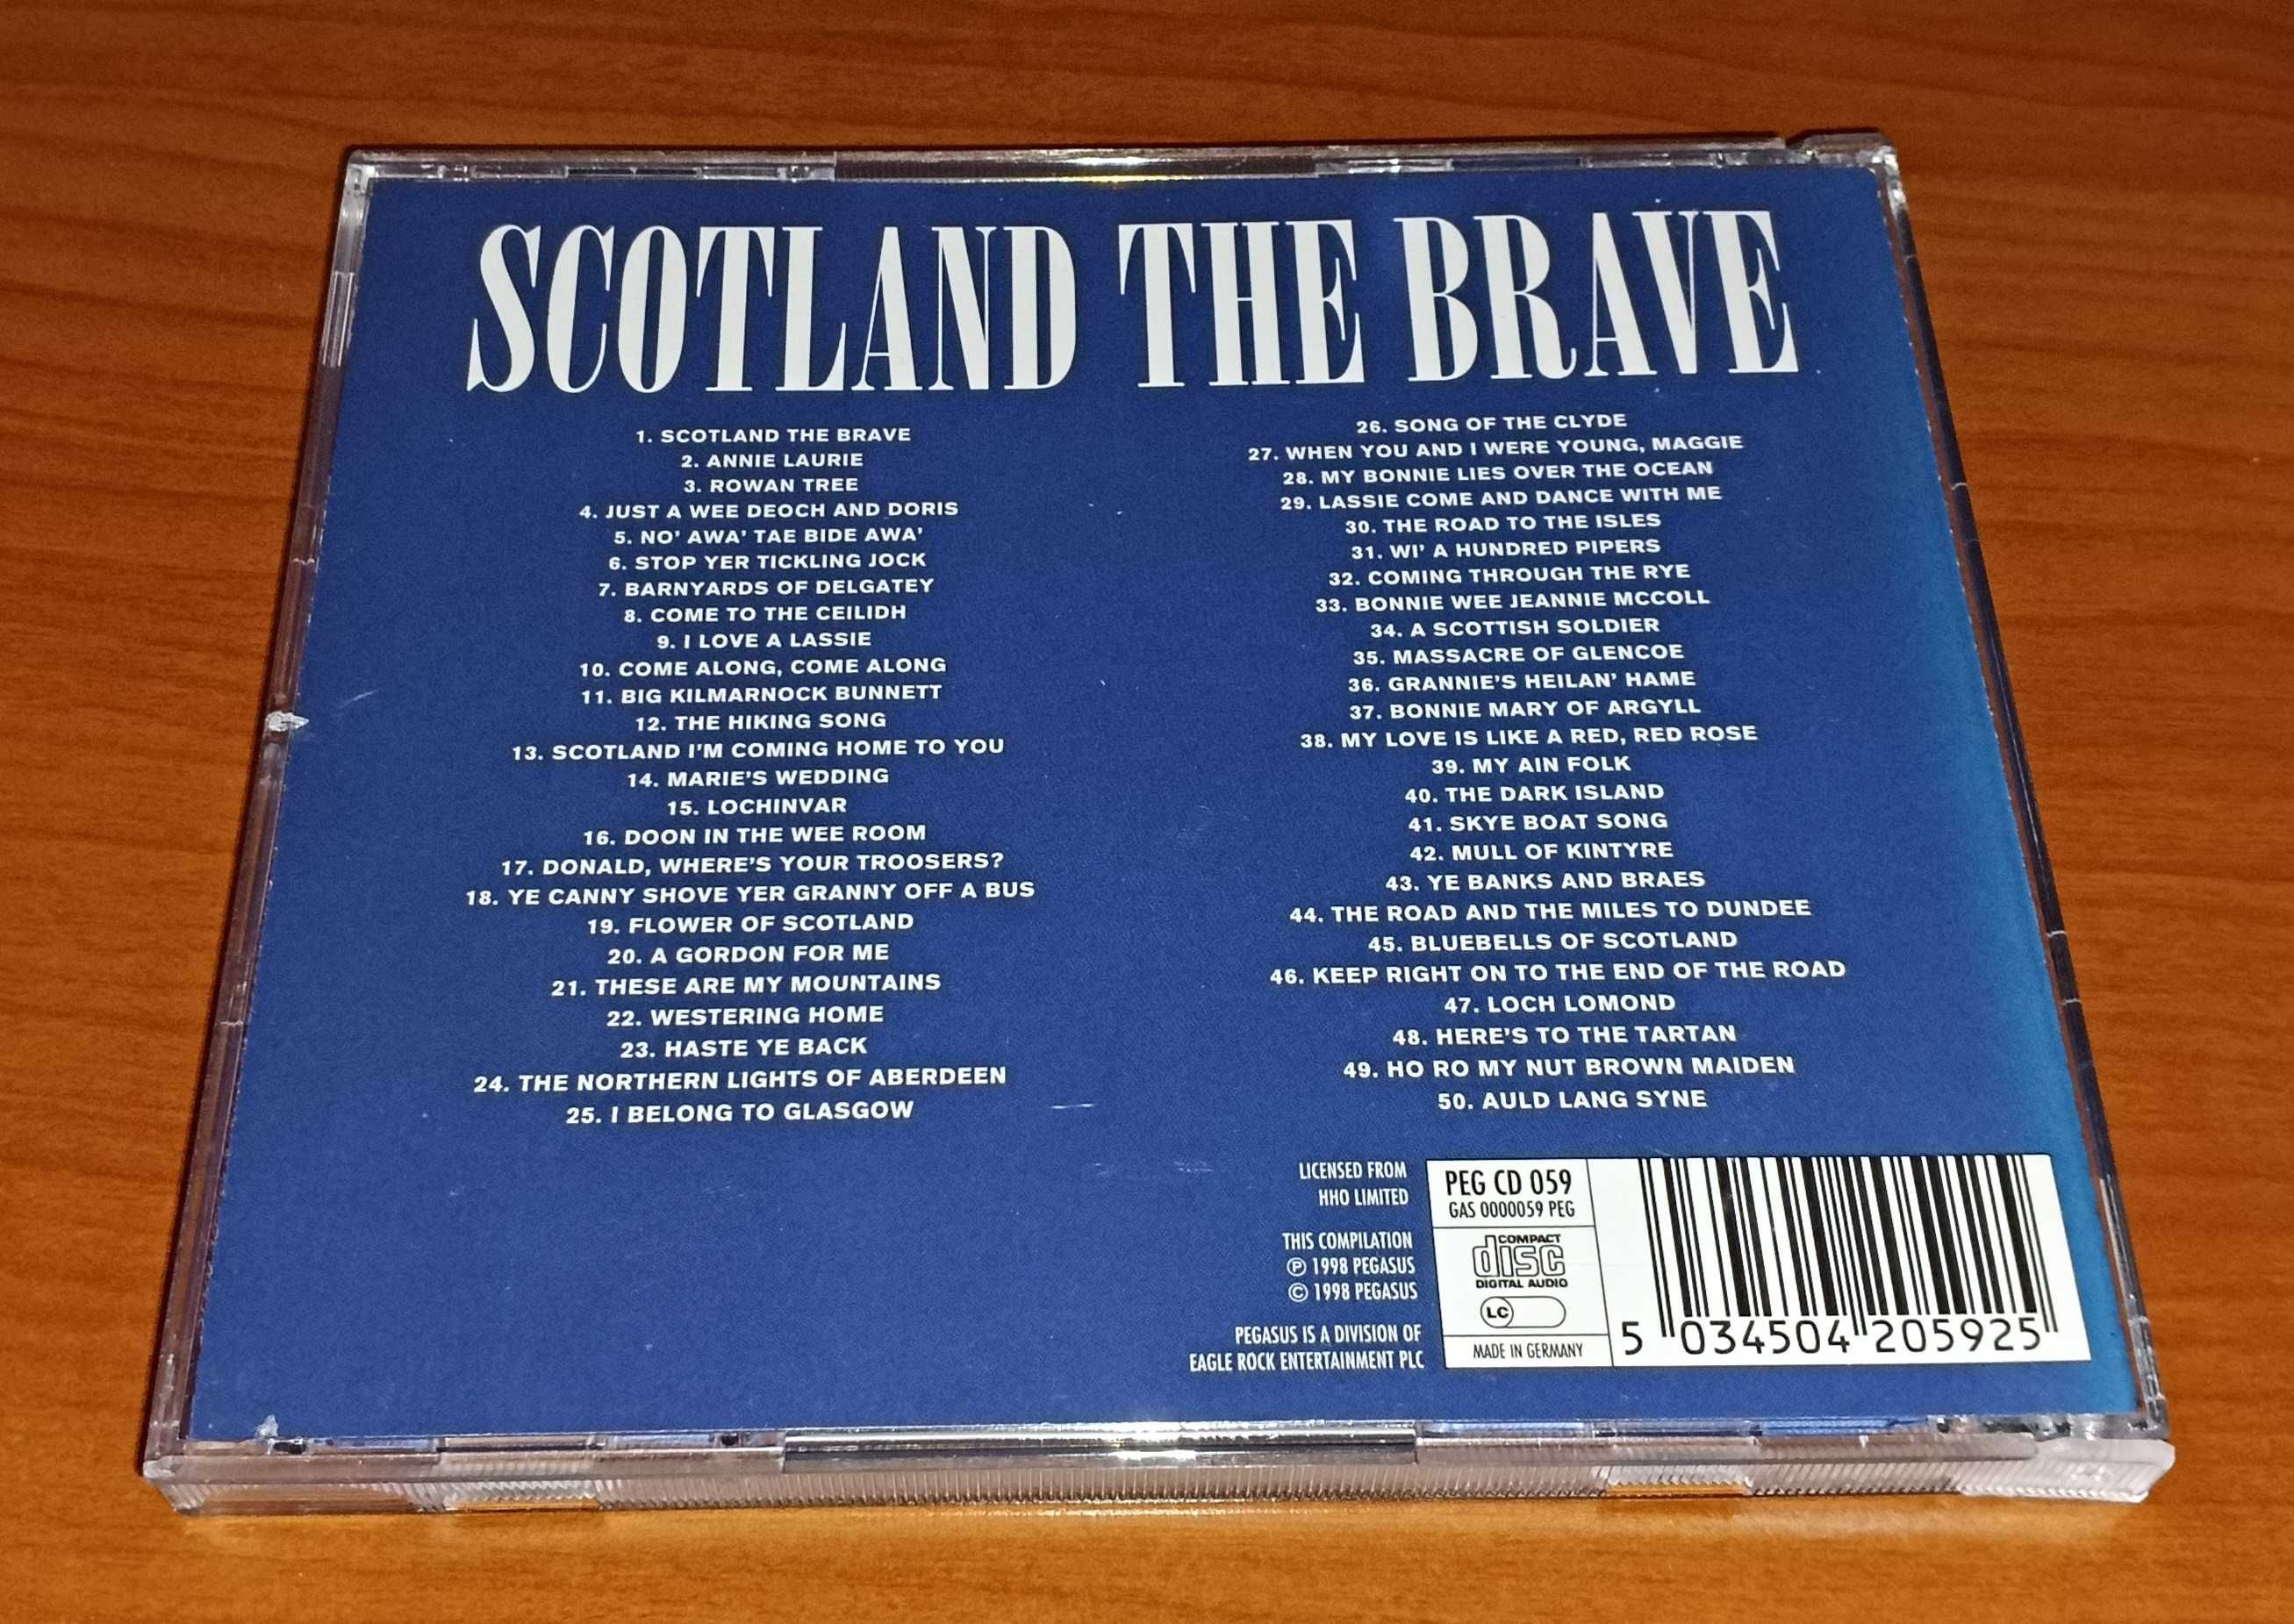 SCOTLAND THE BRAVE
1. SCOTLAND THE BRAVE
2. ANNIE LAURIE
3. ROWAN TREE
4. JUST A WEE DEOCH AND DORIS
5. NO' AWA' TAE BIDE AWA'
6. STOP YER TICKLING JOCK
7. BARNYARDS OF DELGATEY
8. COME TO THE CEILIDH
9. I LOVE A LASSIE
10. COME ALONG, COME ALONG
11. BIG KILMARNOCK BUNNETT
12. THE HIKING SONG
13. SCOTLAND I'M COMING HOME TO YOU
14. MARIE'S WEDDING
15. LOCHINVAR
16. DOON IN THE WEE ROOM
17. DONALD, WHERE'S YOUR TROOSERS?
18. YE CANNY SHOVE YER GRANNY OFF A BUS
19. FLOWER OF SCOTLAND
20. A GORDON FOR ME
21. THESE ARE MY MOUNTAINS
22. WESTERING HOME
23. HASTE YE BACK
24. THE NORTHERN LIGHTS OF ABERDEEN
25. I BELONG TO GLASGOW
26. SONG OF THE CLYDE
27. WHEN YOU AND I WERE YOUNG, MAGGIE
28. MY BONNIE LIES OVER THE OCEAN
29. LASSIE COME AND DANCE WITH ME
30. THE ROAD TO THE ISLES
31. WI' A HUNDRED PIPERS
32. COMING THROUGH THE RYE
33. BONNIE WEE JEANNIE MCCOLL
34. A SCOTTISH SOLDIER
35. MASSACRE OF GLENCOE
36. GRANNIE'S HEILAN' HAME
37. BONNIE MARY OF ARGYLL
38. MY LOVE IS LIKE A RED, RED ROSE
39. MY AIN FOLK
40. THE DARK ISLAND
41. SKYE BOAT SONG
42. MULL OF KINTYRE
43. YE BANKS AND BRAES
44. THE ROAD AND THE MILES TO DUNDEE
45. BLUEBELLS OF SCOTLAND
46. KEEP RIGHT ON TO THE END OF THE ROAD
47. LOCH LOMOND
48. HERE'S TO THE TARTAN
49. HO RO MY NUT BROWN MAIDEN
50. AULD LANG SYNE
LICENSED FROM
HHO LIMITED
THIS COMPILATION
℗ 1998 PEGASUS
© 1998 PEGASUS
PEGASUS IS A DIVISION OF
EAGLE ROCK ENTERTAINMENT PLC
PEG CD 059
GAS 0000059 PEG
COMPACT
disc
DIGITAL AUDIO
LC
MADE IN GERMANY
5 034504 205925